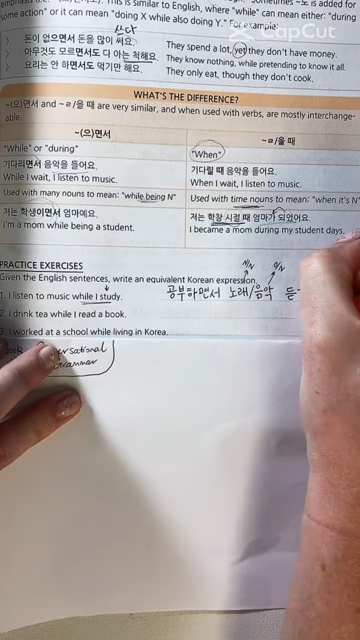 emphasis
This is similar to English, where "while" can mean either: "during
some action" or it can mean "doing X while also doing Y." For example:
CapCut
쓰다
돈이 없으면서 돈을 많이 써요.
They spend a lot, yet they don't have money.
아무것도 모르면서도 다 아는 척해요.
They know nothing, while pretending to know it all.
요리는 안 하면서도 먹기만 해요.
They only eat, though they don't cook.
WHAT'S THE DIFFERENCE?
~(으)면서 and ~ㄹ/을 때 are very similar, and when used with verbs, are mostly interchange-
able.
~(으)면서
~ㄹ/을 때
"While" or "during"
"When"
기다리면서 음악을 들어요.
기다릴 때 음악을 들어요.
While I wait, I listen to music.
When I wait, I listen to music.
Used with many nouns to mean: "while being N"
Used with time nouns to mean: "when it's N"
저는 학생이면서 엄마예요.
저는 학창 시절 때 엄마가 되었어요.
I'm a mom while being a student.
I became a mom during my student days.
PRACTICE EXERCISES
Given the English sentences, write an equivalent Korean expression.
1. I listen to music while I study.
공부하면서 노래/음악
2. I drink tea while I read a book.
3. I worked at a school while living in Korea.